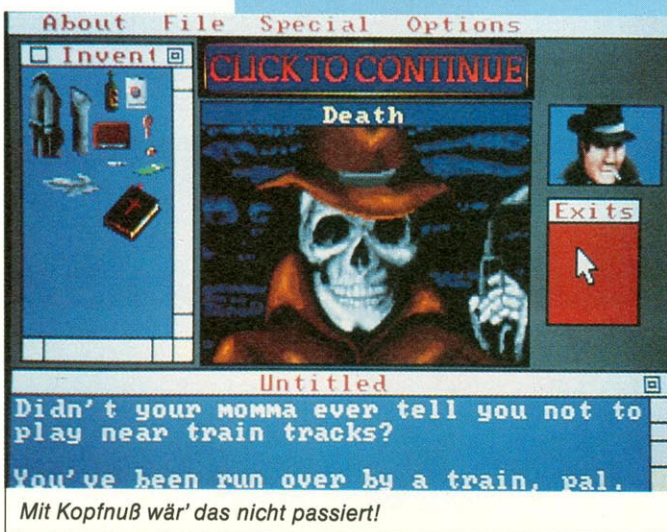 About File Special Options
Invent
CLICK TO CONTINUE
Death
Exits
Untitled
Didn't your MOMMA ever tell you not to
play near train tracks?
You've been run over by a train, pal.
Mit Kopfnuß wär' das nicht passiert!